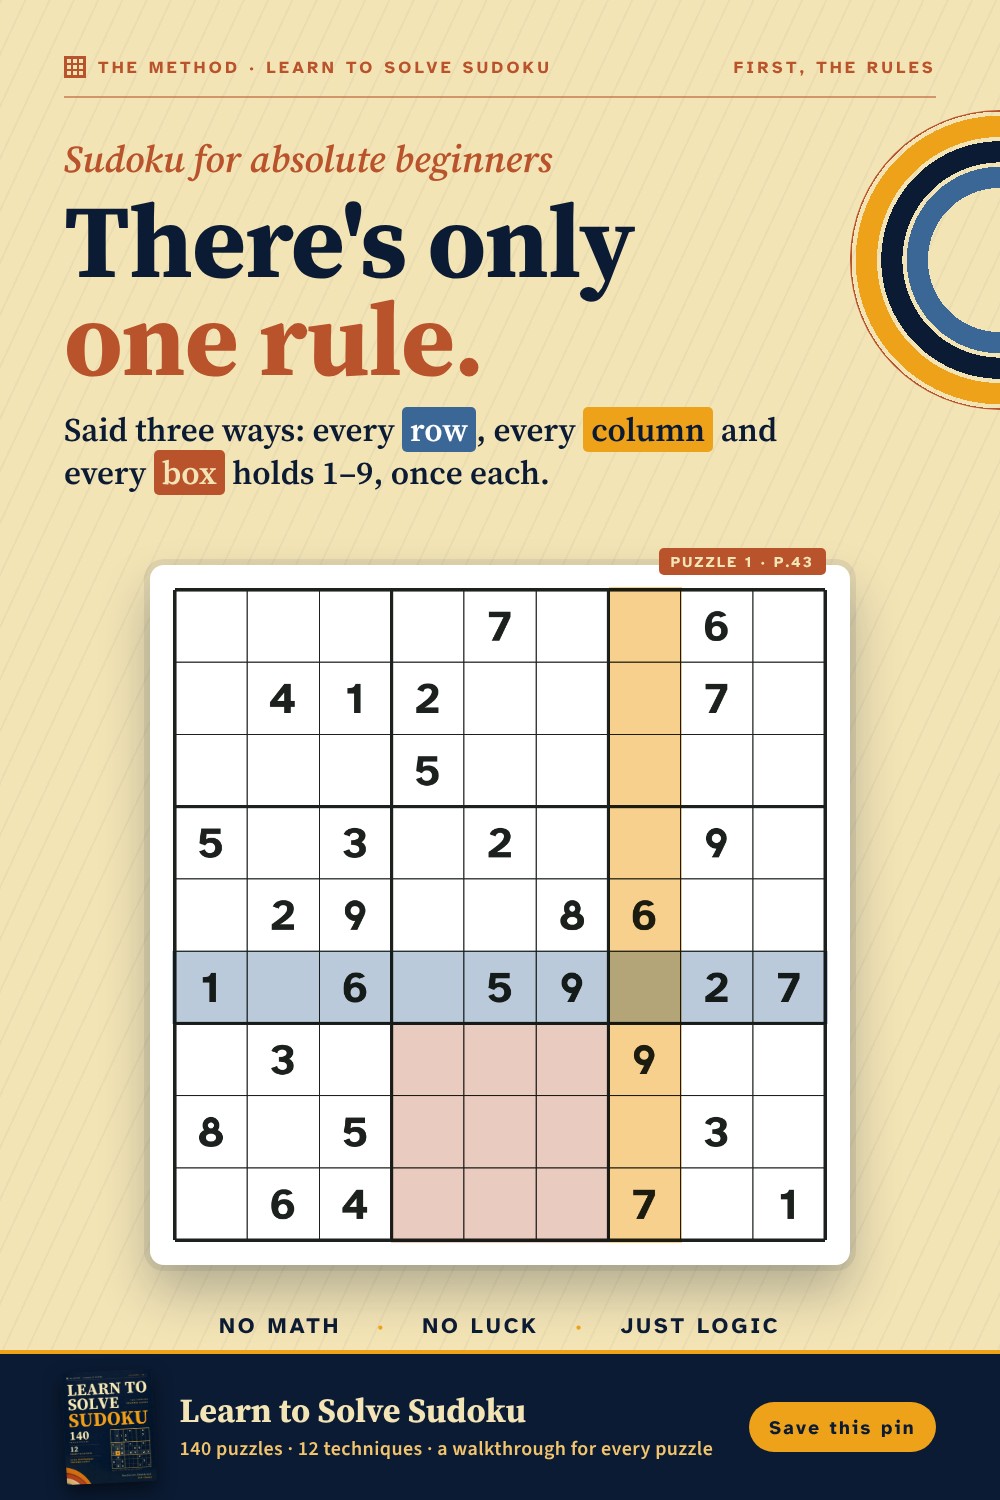 THE METHOD · LEARN TO SOLVE SUDOKU
FIRST, THE RULES
Sudoku for absolute beginners
There's only
one rule.
Said three ways: every row, every column and
every box holds 1–9, once each.
PUZZLE 1 · P.43
7 6
4 1 2 7
5
5 3 2 9
2 9 8 6
1 6 5 9 2 7
3 9
8 5 3
6 4 7 1
NO MATH · NO LUCK · JUST LOGIC
LEARN TO
SOLVE
SUDOKU
140
12
Learn to Solve Sudoku
140 puzzles · 12 techniques · a walkthrough for every puzzle
Save this pin